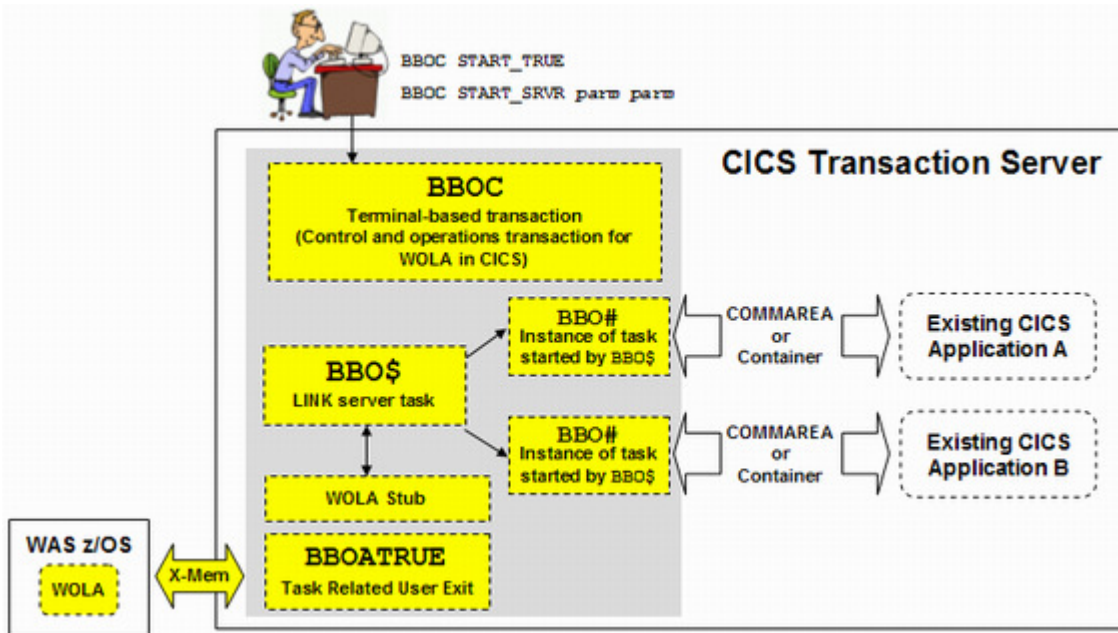 BBOC START_TRUE
BBOC START_SRVR parm parm
CICS Transaction Server
BBOC
Terminal-based transaction
(Control and operations transaction for
WOLA in CICS)
BBO$
LINK server task
BBO#
Instance of task
started by BBO$
COMMAREA
or
Container
Existing CICS
Application A
BBO#
Instance of task
started by BBO$
COMMAREA
or
Container
Existing CICS
Application B
WOLA Stub
BBOATRUE
Task Related User Exit
WAS z/OS
WOLA
X-Mem